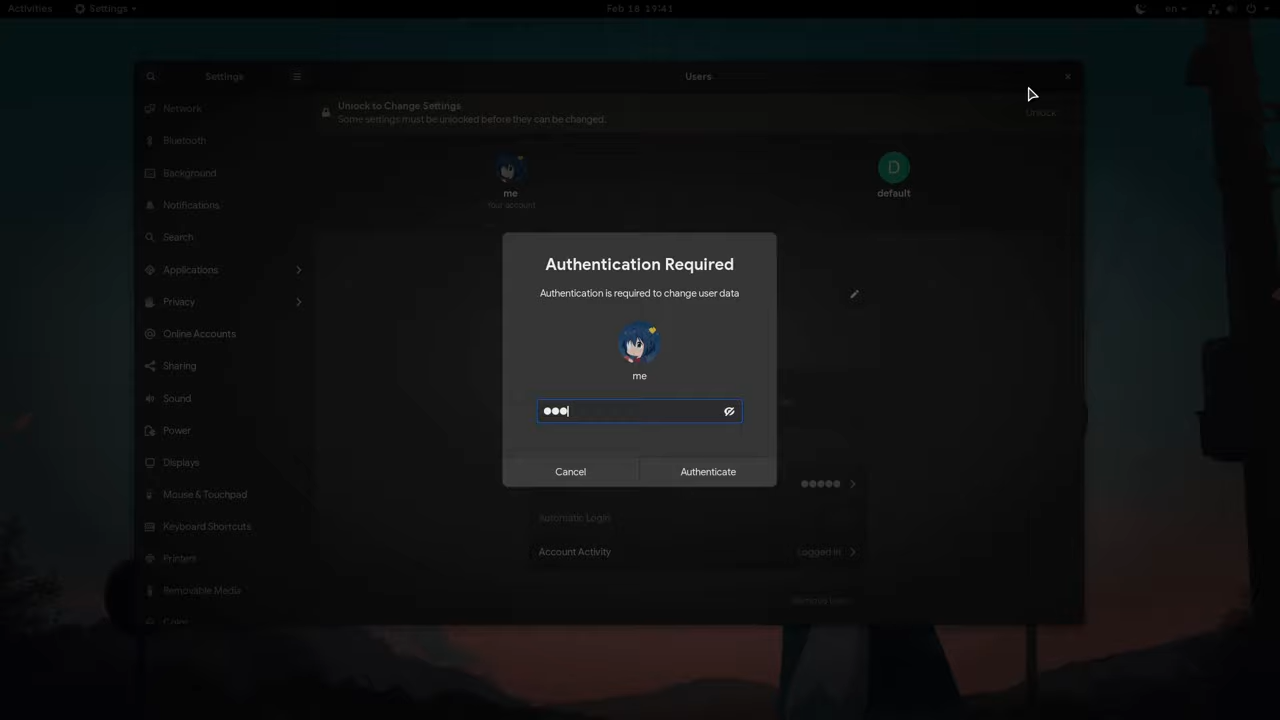 Activities
Settings
Feb 18 19:41
en
Settings
Users
Unlock to Change Settings
Some settings must be unlocked before they can be changed.
Unlock
Network
Bluetooth
Background
Notifications
Search
Applications
Privacy
Online Accounts
Sharing
Sound
Power
Displays
Mouse & Touchpad
Keyboard Shortcuts
Printers
Removable Media
Color
me
Your account
D
default
Authentication Required
Authentication is required to change user data
me
●●●
Cancel
Authenticate
●●●●●
Automatic Login
Account Activity
Logged in
Remove User...